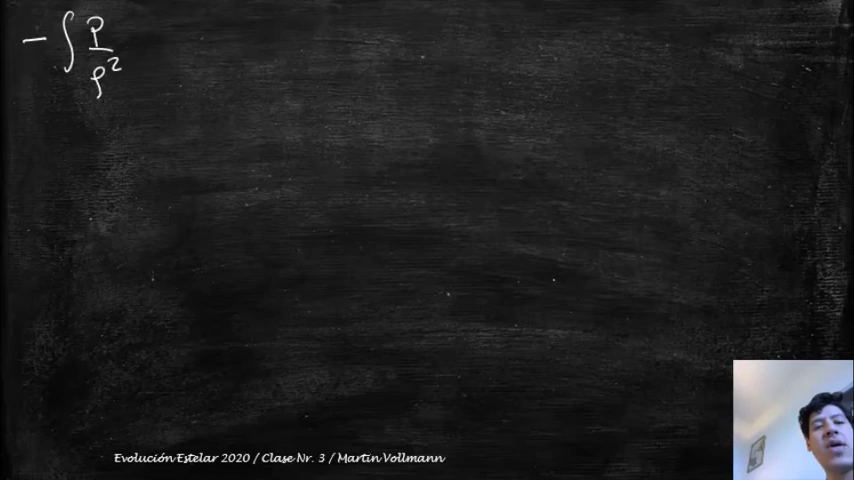 − ∫ P/ρ²
Evolución Estelar 2020 / Clase Nr. 3 / Martin Vollmann